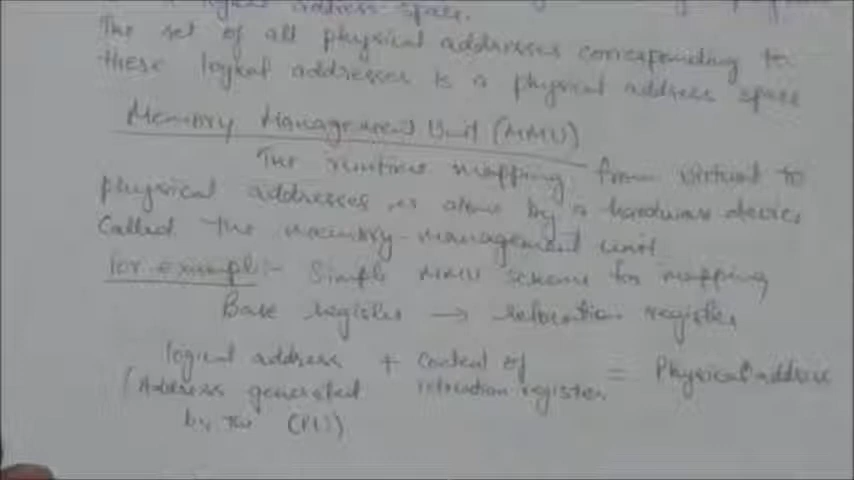 a logical address space.
The set of all physical addresses corresponding to
these logical addresses is a physical address space
Memory Management Unit (MMU)
The runtime mapping from virtual to
physical addresses is done by a hardware device
Called the memory-management unit
For example:- Simple MMU scheme for mapping
Base register → relocation register
logical address + Content of = Physical address
(Address generated relocation register
by the CPU)